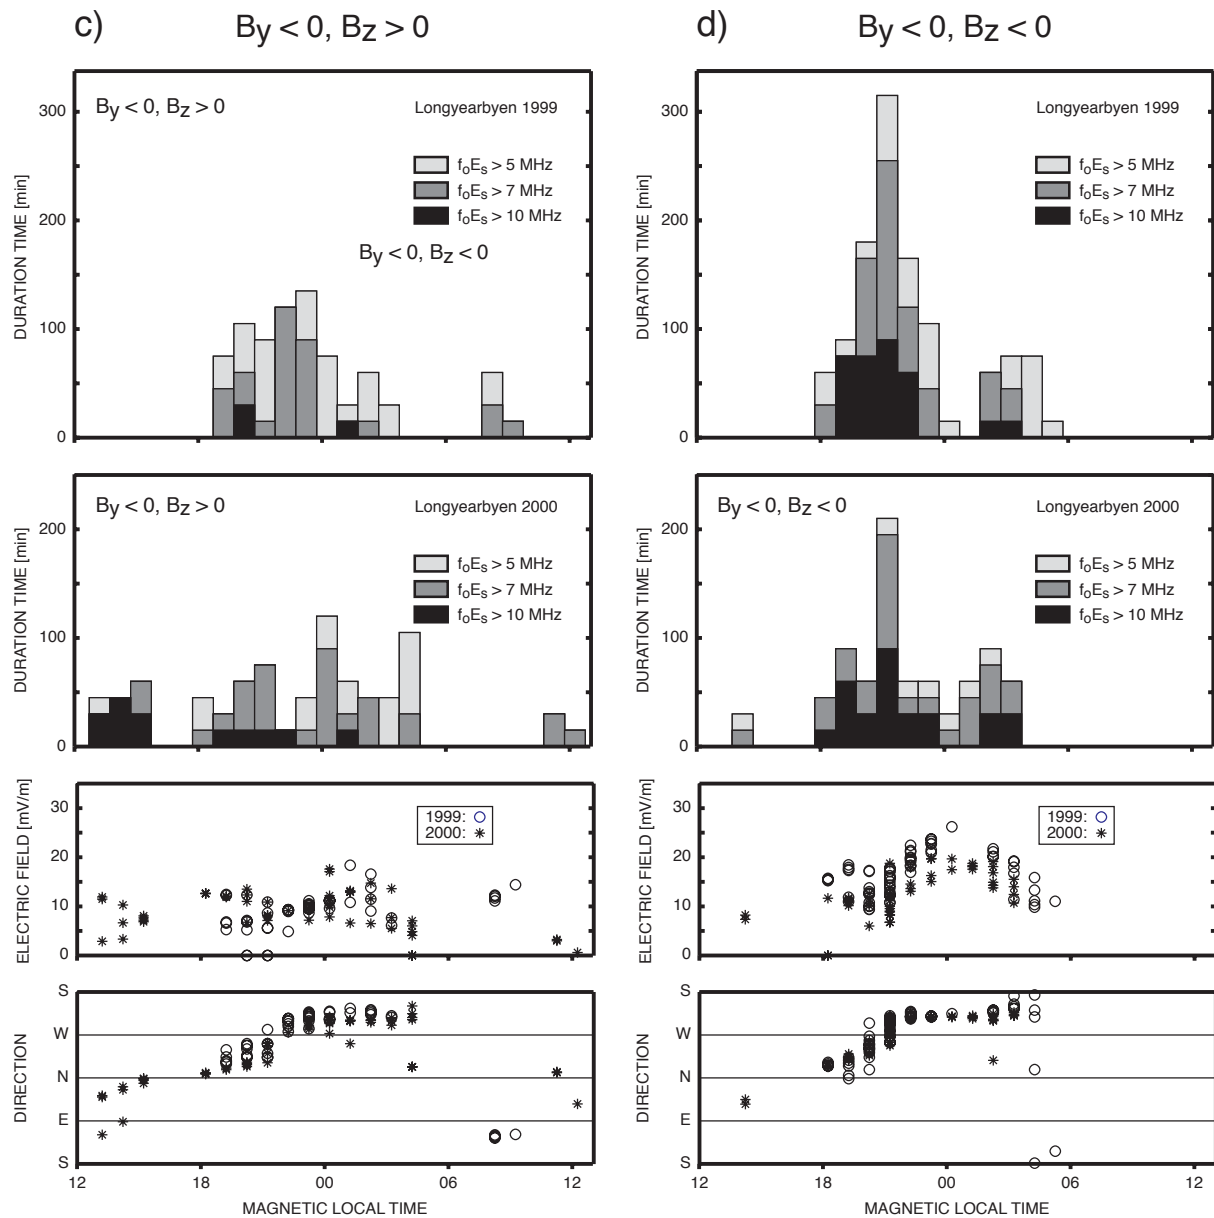 c) By < 0, Bz > 0
By < 0, Bz > 0
Longyearbyen 1999
foEs > 5 MHz
foEs > 7 MHz
foEs > 10 MHz
By < 0, Bz < 0
DURATION TIME [min]
300
200
100
0
By < 0, Bz > 0
Longyearbyen 2000
foEs > 5 MHz
foEs > 7 MHz
foEs > 10 MHz
DURATION TIME [min]
200
100
0
ELECTRIC FIELD [mV/m]
30
20
10
0
1999:
2000:
DIRECTION
S
W
N
E
S
12 18 00 06 12
MAGNETIC LOCAL TIME
d) By < 0, Bz < 0
Longyearbyen 1999
foEs > 5 MHz
foEs > 7 MHz
foEs > 10 MHz
DURATION TIME [min]
300
200
100
0
By < 0, Bz < 0
Longyearbyen 2000
foEs > 5 MHz
foEs > 7 MHz
foEs > 10 MHz
DURATION TIME [min]
200
100
0
ELECTRIC FIELD [mV/m]
30
20
10
0
1999:
2000:
DIRECTION
S
W
N
E
S
12 18 00 06 12
MAGNETIC LOCAL TIME